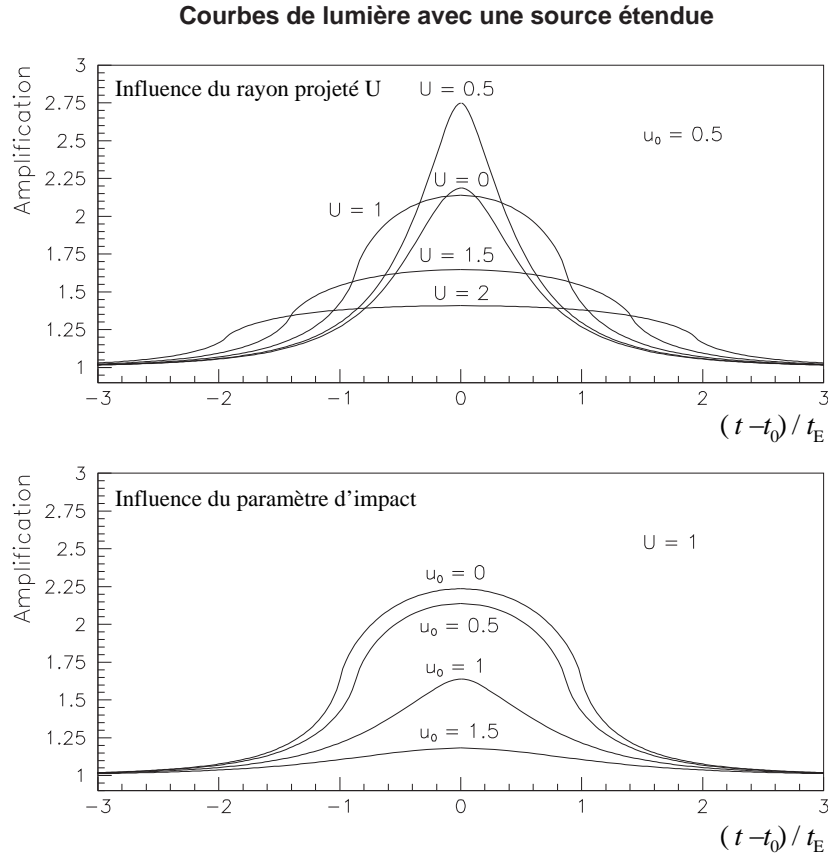 Courbes de lumière avec une source étendue
Amplification
3
2.75
2.5
2.25
2
1.75
1.5
1.25
1
Influence du rayon projeté U
U = 0.5
u₀ = 0.5
U = 0
U = 1
U = 1.5
U = 2
−3 −2 −1 0 1 2 3
(t −t₀) / tE
Amplification
3
2.75
2.5
2.25
2
1.75
1.5
1.25
1
Influence du paramètre d'impact
U = 1
u₀ = 0
u₀ = 0.5
u₀ = 1
u₀ = 1.5
−3 −2 −1 0 1 2 3
(t −t₀) / tE